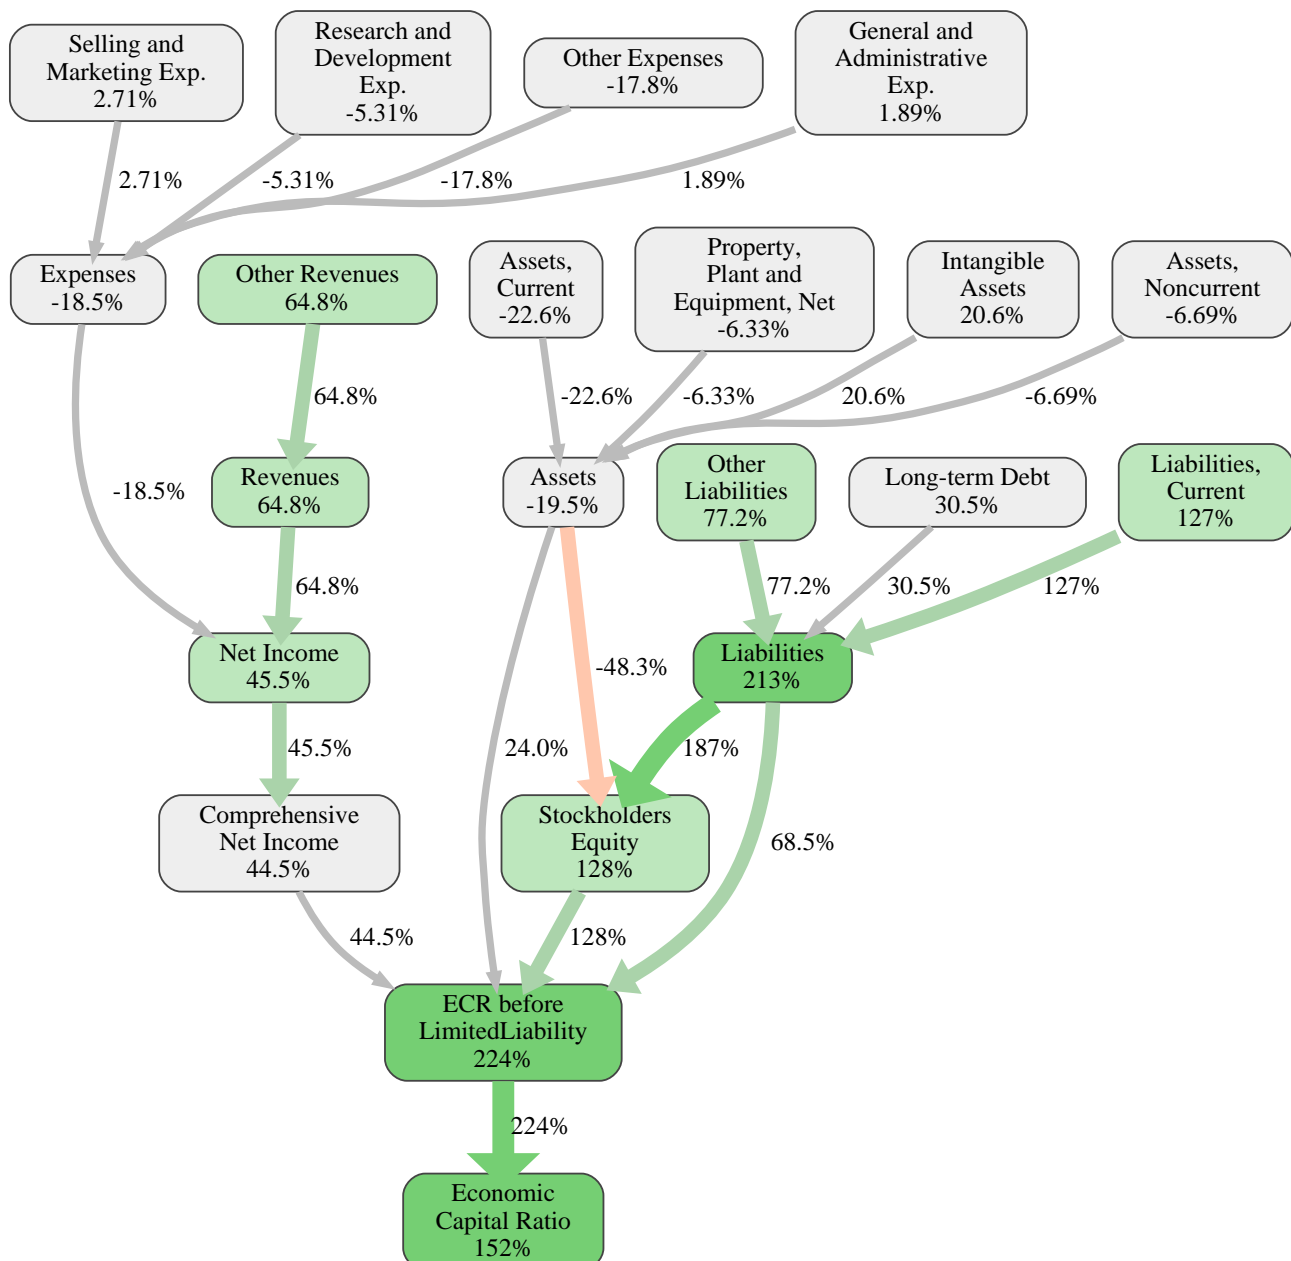 Selling and
Marketing Exp.
2.71%
Research and
Development
Exp.
-5.31%
Other Expenses
-17.8%
General and
Administrative
Exp.
1.89%
2.71%
-5.31%
-17.8%
1.89%
Expenses
-18.5%
Other Revenues
64.8%
Assets,
Current
-22.6%
Property,
Plant and
Equipment, Net
-6.33%
Intangible
Assets
20.6%
Assets,
Noncurrent
-6.69%
64.8%
-22.6%
-6.33%
20.6%
-6.69%
-18.5%
Revenues
64.8%
Assets
-19.5%
Other
Liabilities
77.2%
Long-term Debt
30.5%
Liabilities,
Current
127%
64.8%
77.2%
30.5%
127%
Net Income
45.5%
-48.3%
Liabilities
213%
45.5%
24.0%
187%
Comprehensive
Net Income
44.5%
Stockholders
Equity
128%
68.5%
44.5%
128%
ECR before
LimitedLiability
224%
224%
Economic
Capital Ratio
152%